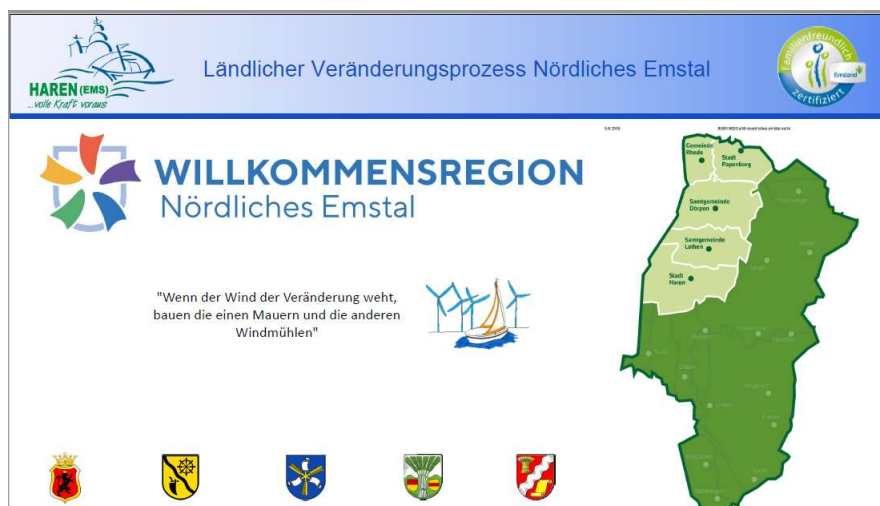 HAREN (EMS)
...volle Kraft voraus
Ländlicher Veränderungsprozess Nördliches Emstal
Familienfreundlich
Emsland
zertifiziert
WILLKOMMENSREGION
Nördliches Emstal
"Wenn der Wind der Veränderung weht,
bauen die einen Mauern und die anderen
Windmühlen"
Gemeinde
Rhede
Stadt
Papenburg
Samtgemeinde
Dörpen
Samtgemeinde
Lathen
Stadt
Haren